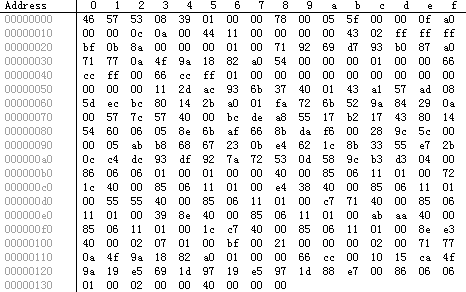 Address 0 1 2 3 4 5 6 7 8 9 a b c d e f
00000000 46 57 53 08 39 01 00 00 78 00 05 5f 00 00 0f a0
00000010 00 00 0c 0a 00 44 11 00 00 00 00 43 02 ff ff ff
00000020 bf 0b 8a 00 00 00 01 00 71 92 69 d7 93 b0 87 a0
00000030 71 77 0a 4f 9a 18 82 a0 54 00 00 00 01 00 00 66
00000040 cc ff 00 66 cc ff 01 00 00 00 00 00 00 00 00 00
00000050 00 00 00 11 2d ac 93 6b 37 40 01 43 a1 57 ad 08
00000060 5d ec bc 80 14 2b a0 01 fa 72 6b 52 9a 84 29 0a
00000070 00 57 7c 57 40 00 bc de a8 55 17 b2 17 43 80 14
00000080 54 60 06 05 8e 6b af 66 8b da f6 00 28 9c 5c 00
00000090 00 05 ab b8 68 67 23 0b e4 62 1c 8b 33 55 e7 2b
000000a0 0c c4 dc 93 df 92 7a 72 53 0d 58 9c b3 d3 04 00
000000b0 86 06 06 01 00 01 00 00 40 00 85 06 11 01 00 72
000000c0 1c 40 00 85 06 11 01 00 e4 38 40 00 85 06 11 01
000000d0 00 55 55 40 00 85 06 11 01 00 c7 71 40 00 85 06
000000e0 11 01 00 39 8e 40 00 85 06 11 01 00 ab aa 40 00
000000f0 85 06 11 01 00 1c c7 40 00 85 06 11 01 00 8e e3
00000100 40 00 02 07 01 00 bf 00 21 00 00 00 02 00 71 77
00000110 0a 4f 9a 18 82 a0 01 00 00 66 cc 00 10 15 ca 4f
00000120 9a 19 e5 69 1d 97 19 e5 97 1d 88 e7 00 86 06 06
00000130 01 00 02 00 00 40 00 00 00